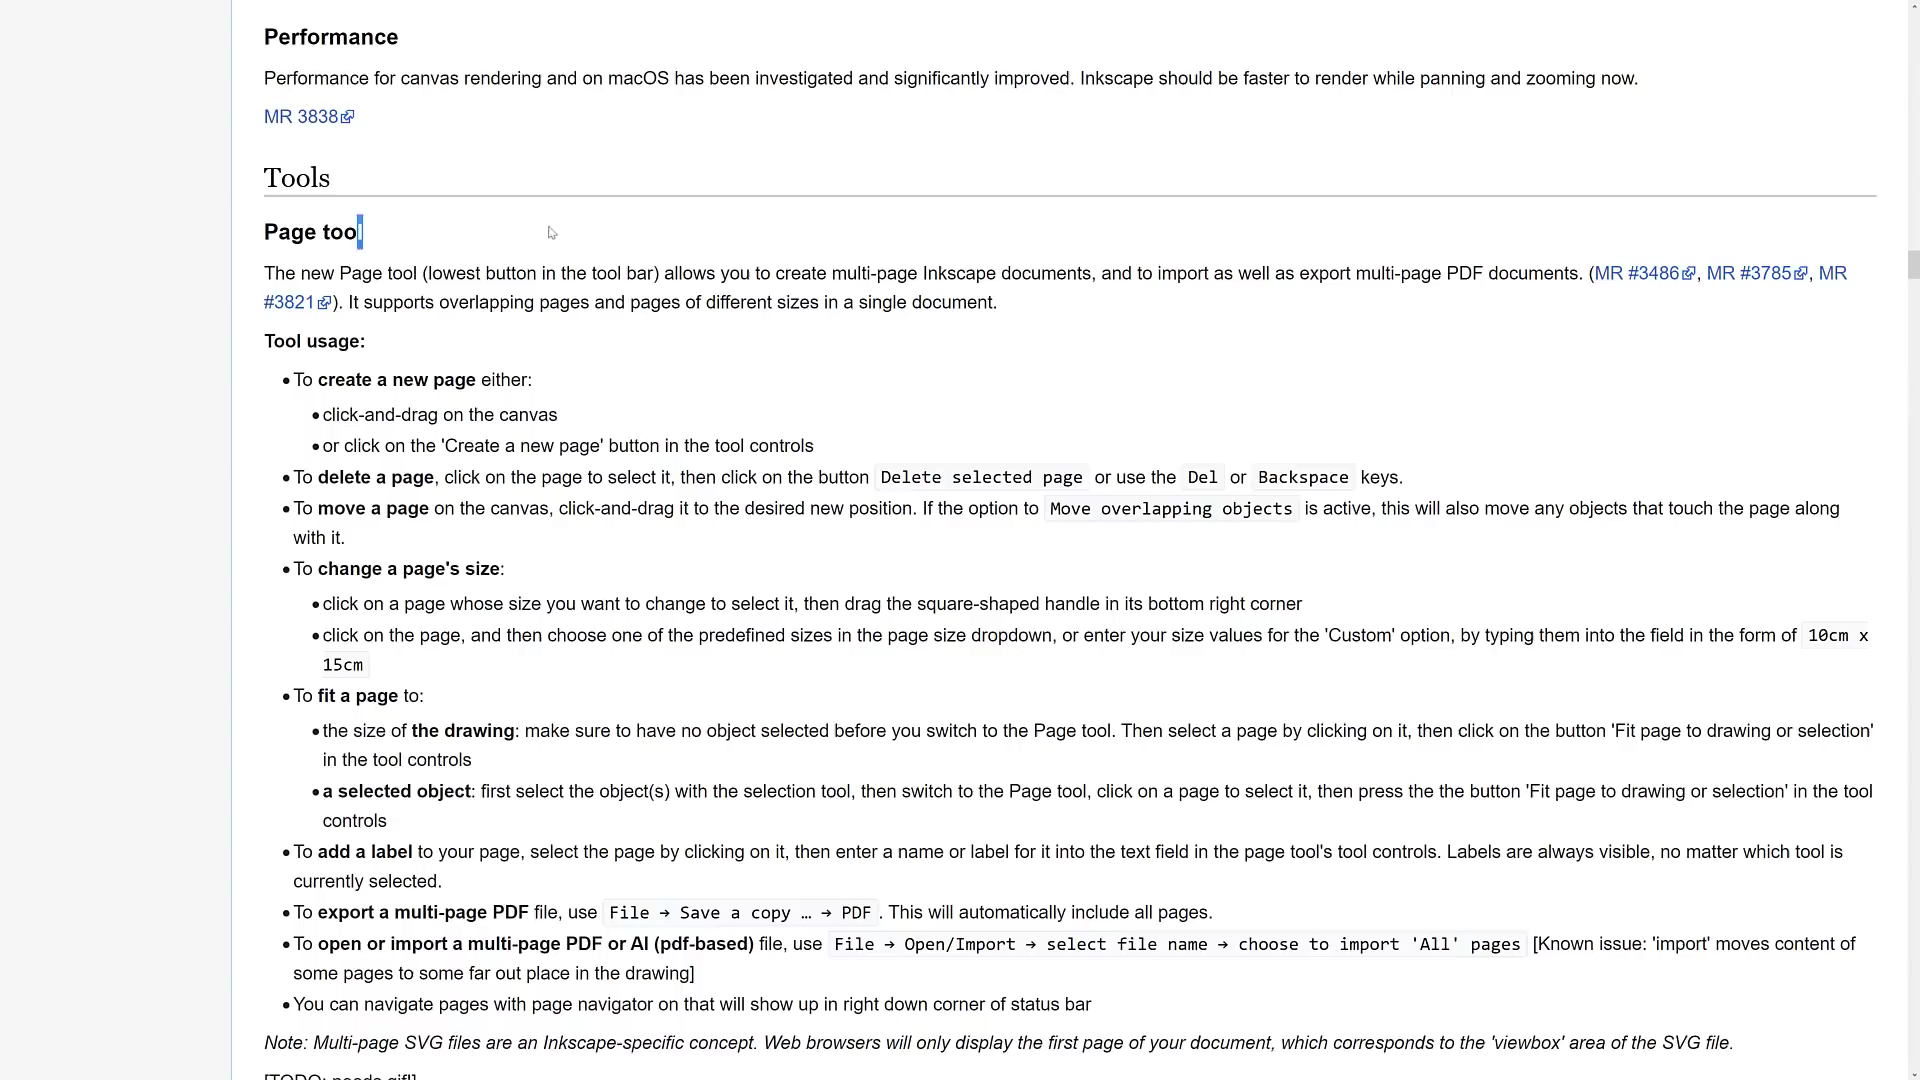 Performance
Performance for canvas rendering and on macOS has been investigated and significantly improved. Inkscape should be faster to render while panning and zooming now.
MR 3838
Tools
Page tool
The new Page tool (lowest button in the tool bar) allows you to create multi-page Inkscape documents, and to import as well as export multi-page PDF documents. (MR #3486, MR #3785, MR
#3821). It supports overlapping pages and pages of different sizes in a single document.
Tool usage:
To create a new page either:
click-and-drag on the canvas
or click on the 'Create a new page' button in the tool controls
To delete a page, click on the page to select it, then click on the button Delete selected page or use the Del or Backspace keys.
To move a page on the canvas, click-and-drag it to the desired new position. If the option to Move overlapping objects is active, this will also move any objects that touch the page along
with it.
To change a page's size:
click on a page whose size you want to change to select it, then drag the square-shaped handle in its bottom right corner
click on the page, and then choose one of the predefined sizes in the page size dropdown, or enter your size values for the 'Custom' option, by typing them into the field in the form of 10cm x
15cm
To fit a page to:
the size of the drawing: make sure to have no object selected before you switch to the Page tool. Then select a page by clicking on it, then click on the button 'Fit page to drawing or selection'
in the tool controls
a selected object: first select the object(s) with the selection tool, then switch to the Page tool, click on a page to select it, then press the the button 'Fit page to drawing or selection' in the tool
controls
To add a label to your page, select the page by clicking on it, then enter a name or label for it into the text field in the page tool's tool controls. Labels are always visible, no matter which tool is
currently selected.
To export a multi-page PDF file, use File → Save a copy … → PDF . This will automatically include all pages.
To open or import a multi-page PDF or AI (pdf-based) file, use File → Open/Import → select file name → choose to import 'All' pages [Known issue: 'import' moves content of
some pages to some far out place in the drawing]
You can navigate pages with page navigator on that will show up in right down corner of status bar
Note: Multi-page SVG files are an Inkscape-specific concept. Web browsers will only display the first page of your document, which corresponds to the 'viewbox' area of the SVG file.
[TODO: needs gif!]